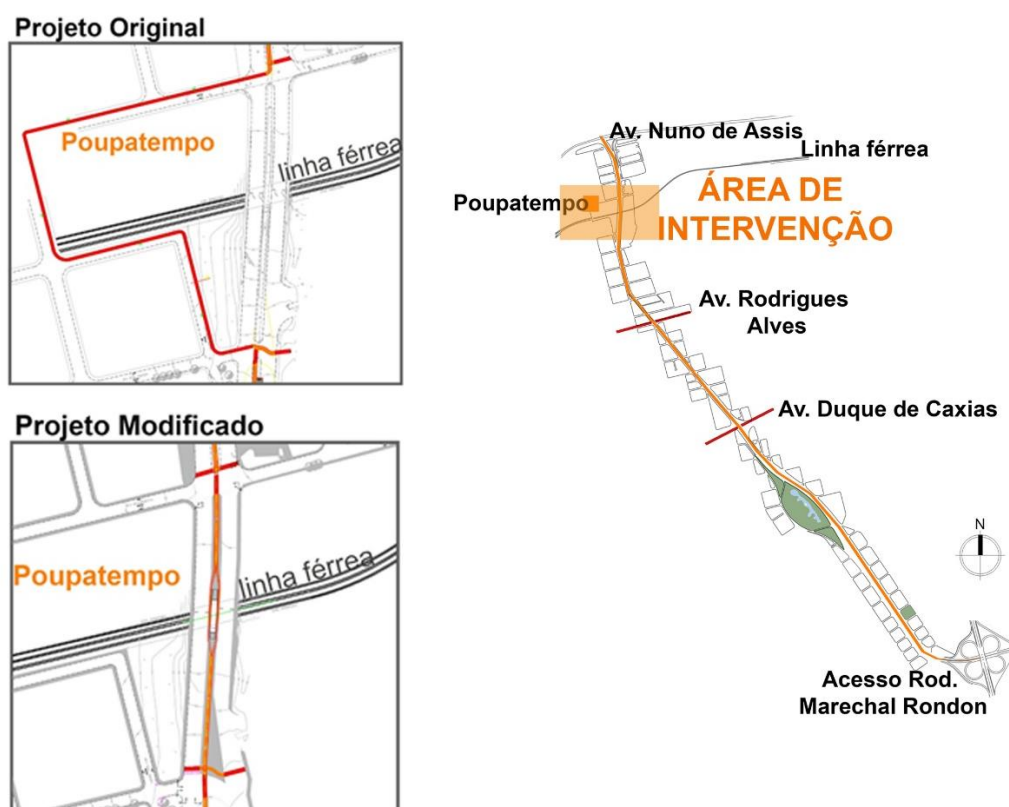 Projeto Original
Poupatempo
linha férrea
Projeto Modificado
Poupatempo
linha férrea
Av. Nuno de Assis
Linha férrea
Poupatempo
ÁREA DE
INTERVENÇÃO
Av. Rodrigues
Alves
Av. Duque de Caxias
N
Acesso Rod.
Marechal Rondon